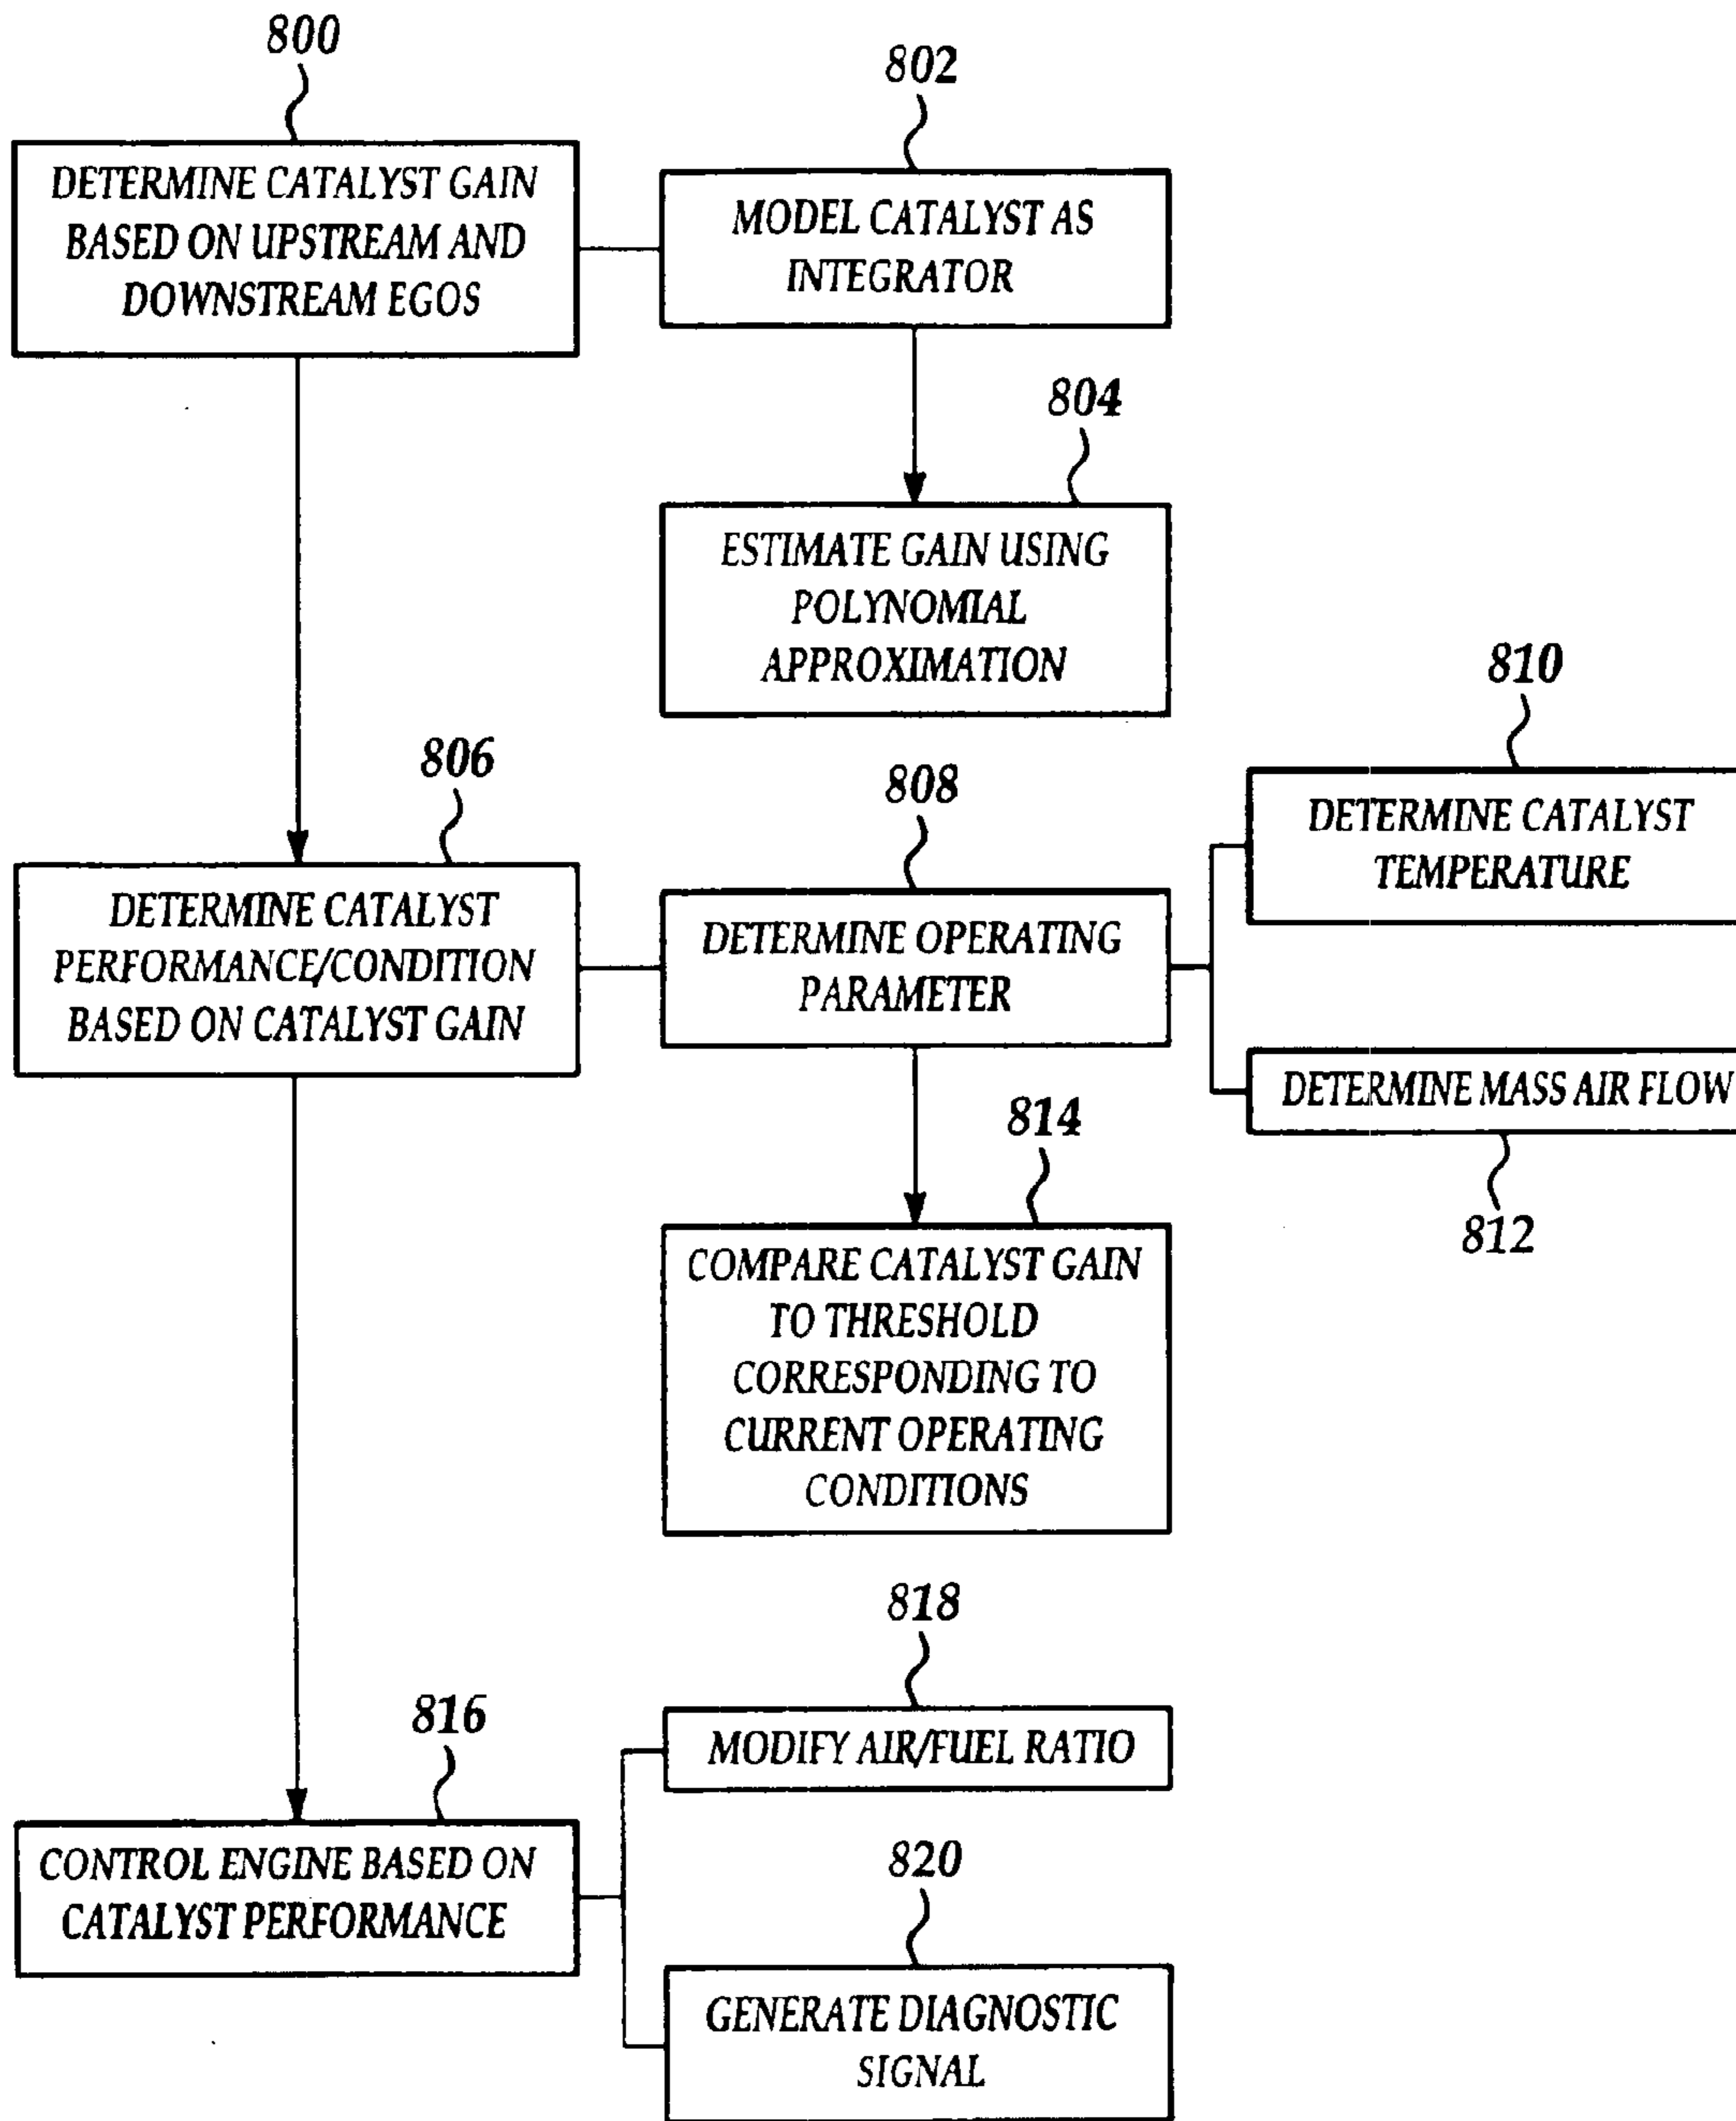 800
DETERMINE CATALYST GAIN
BASED ON UPSTREAM AND
DOWNSTREAM EGOS
802
MODEL CATALYST AS
INTEGRATOR
804
ESTIMATE GAIN USING
POLYNOMIAL
APPROXIMATION
806
DETERMINE CATALYST
PERFORMANCE/CONDITION
BASED ON CATALYST GAIN
808
DETERMINE OPERATING
PARAMETER
810
DETERMINE CATALYST
TEMPERATURE
DETERMINE MASS AIR FLOW
812
814
COMPARE CATALYST GAIN
TO THRESHOLD
CORRESPONDING TO
CURRENT OPERATING
CONDITIONS
816
CONTROL ENGINE BASED ON
CATALYST PERFORMANCE
818
MODIFY AIR/FUEL RATIO
820
GENERATE DIAGNOSTIC
SIGNAL